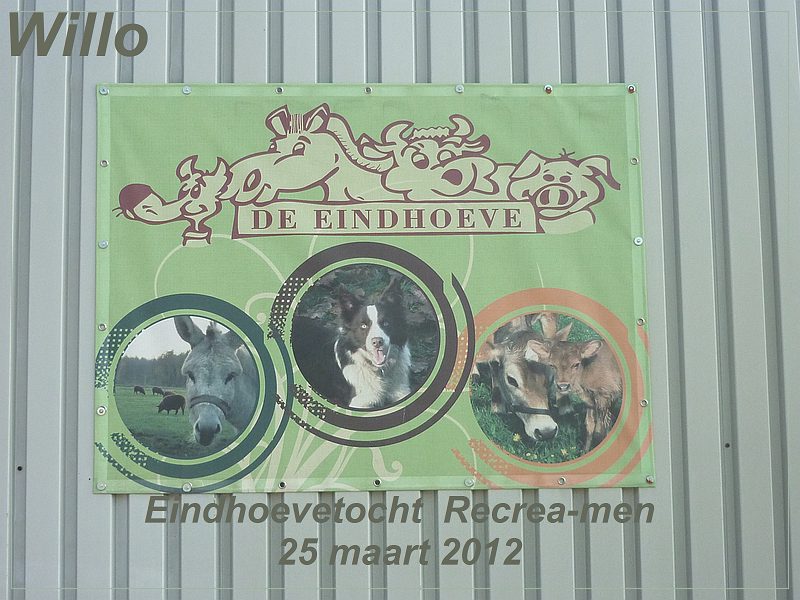 Willo
DE EINDHOEVE
Eindhoevetocht Recrea-men
25 maart 2012